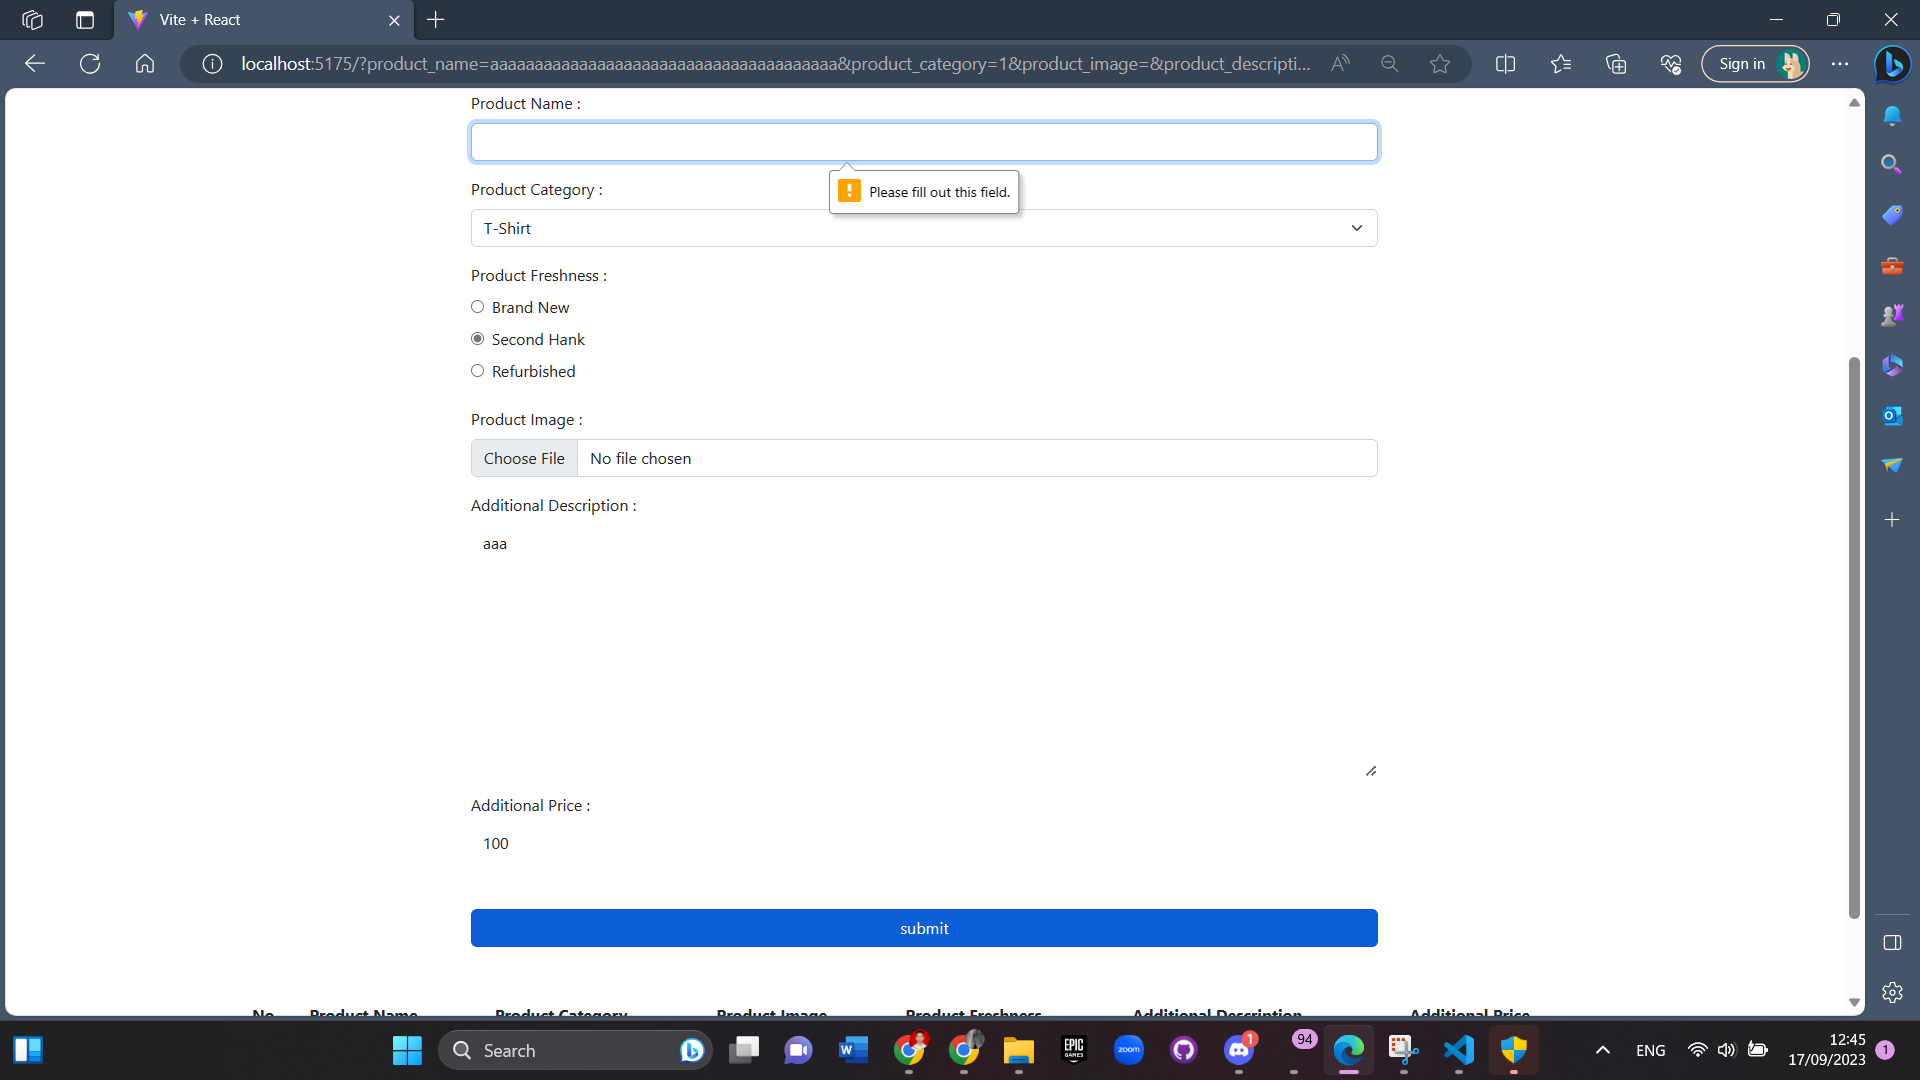 Vite + React
localhost:5175/?product_name=aaaaaaaaaaaaaaaaaaaaaaaaaaaaaaaaaaaaaaa&product_category=1&product_image=&product_descripti...
Sign in
Product Name :
Please fill out this field.
Product Category :
T-Shirt
Product Freshness :
Brand New
Second Hank
Refurbished
Product Image :
Choose File
No file chosen
Additional Description :
aaa
Additional Price :
100
submit
No Product Name Product Category Product Image Product Freshness Additional Description Additional Price
Search
EPIC GAMES
zoom
1
94
ENG
12:45
17/09/2023
1